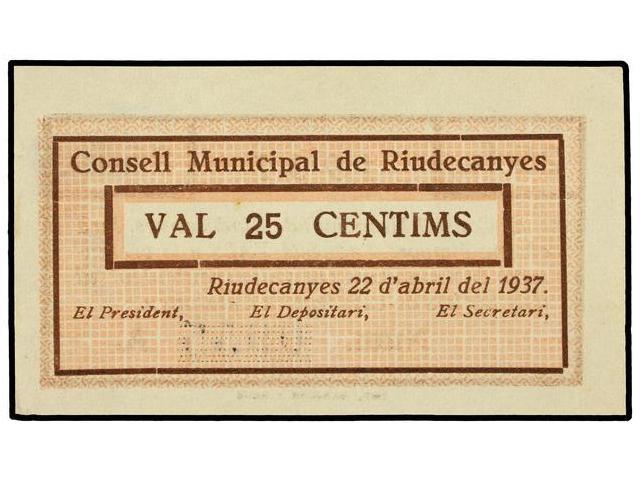 Consell Municipal de Riudecanyes
VAL 25 CENTIMS
Riudecanyes 22 d'abril del 1937.
El President, El Depositari, El Secretari,